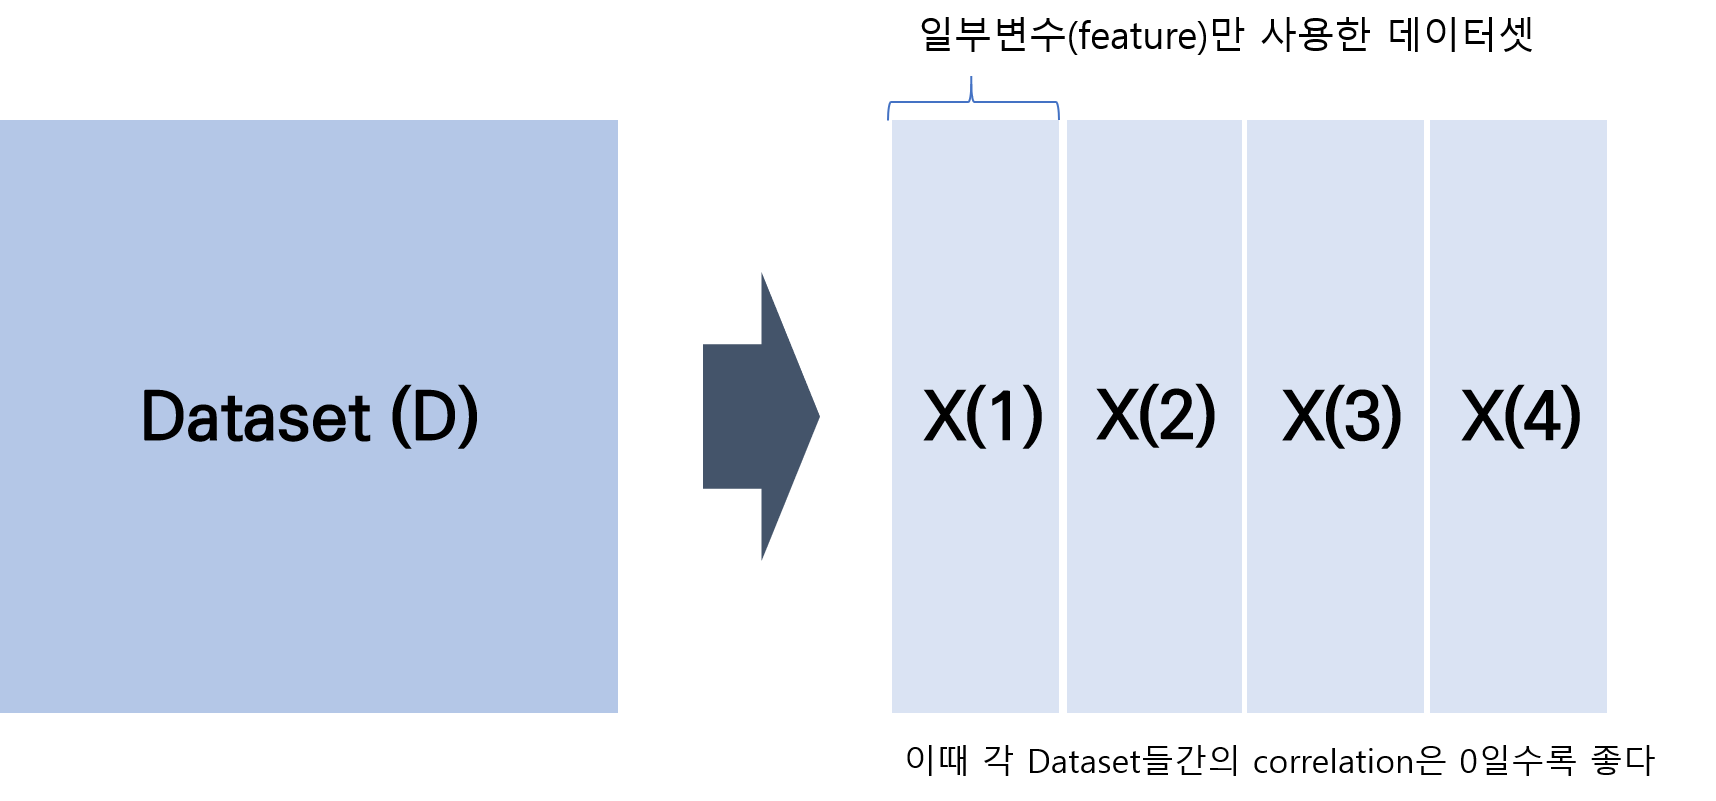 일부변수(feature)만 사용한 데이터셋
Dataset (D)
X(1)
X(2)
X(3)
X(4)
이때 각 Dataset들간의 correlation은 0일수록 좋다